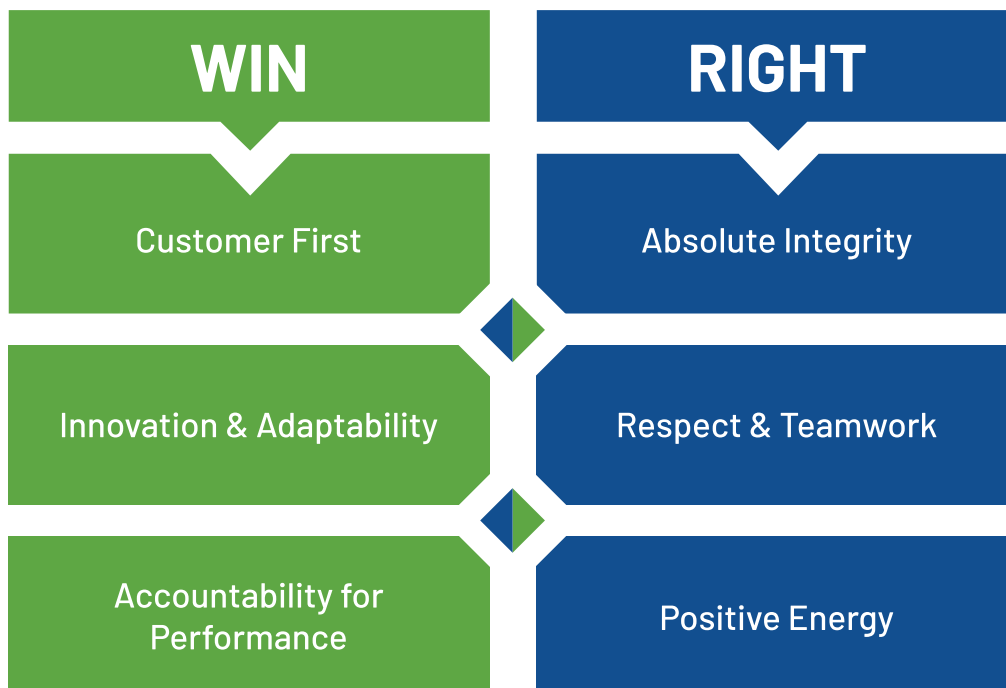 WIN
Customer First
Innovation & Adaptability
Accountability for
Performance
RIGHT
Absolute Integrity
Respect & Teamwork
Positive Energy